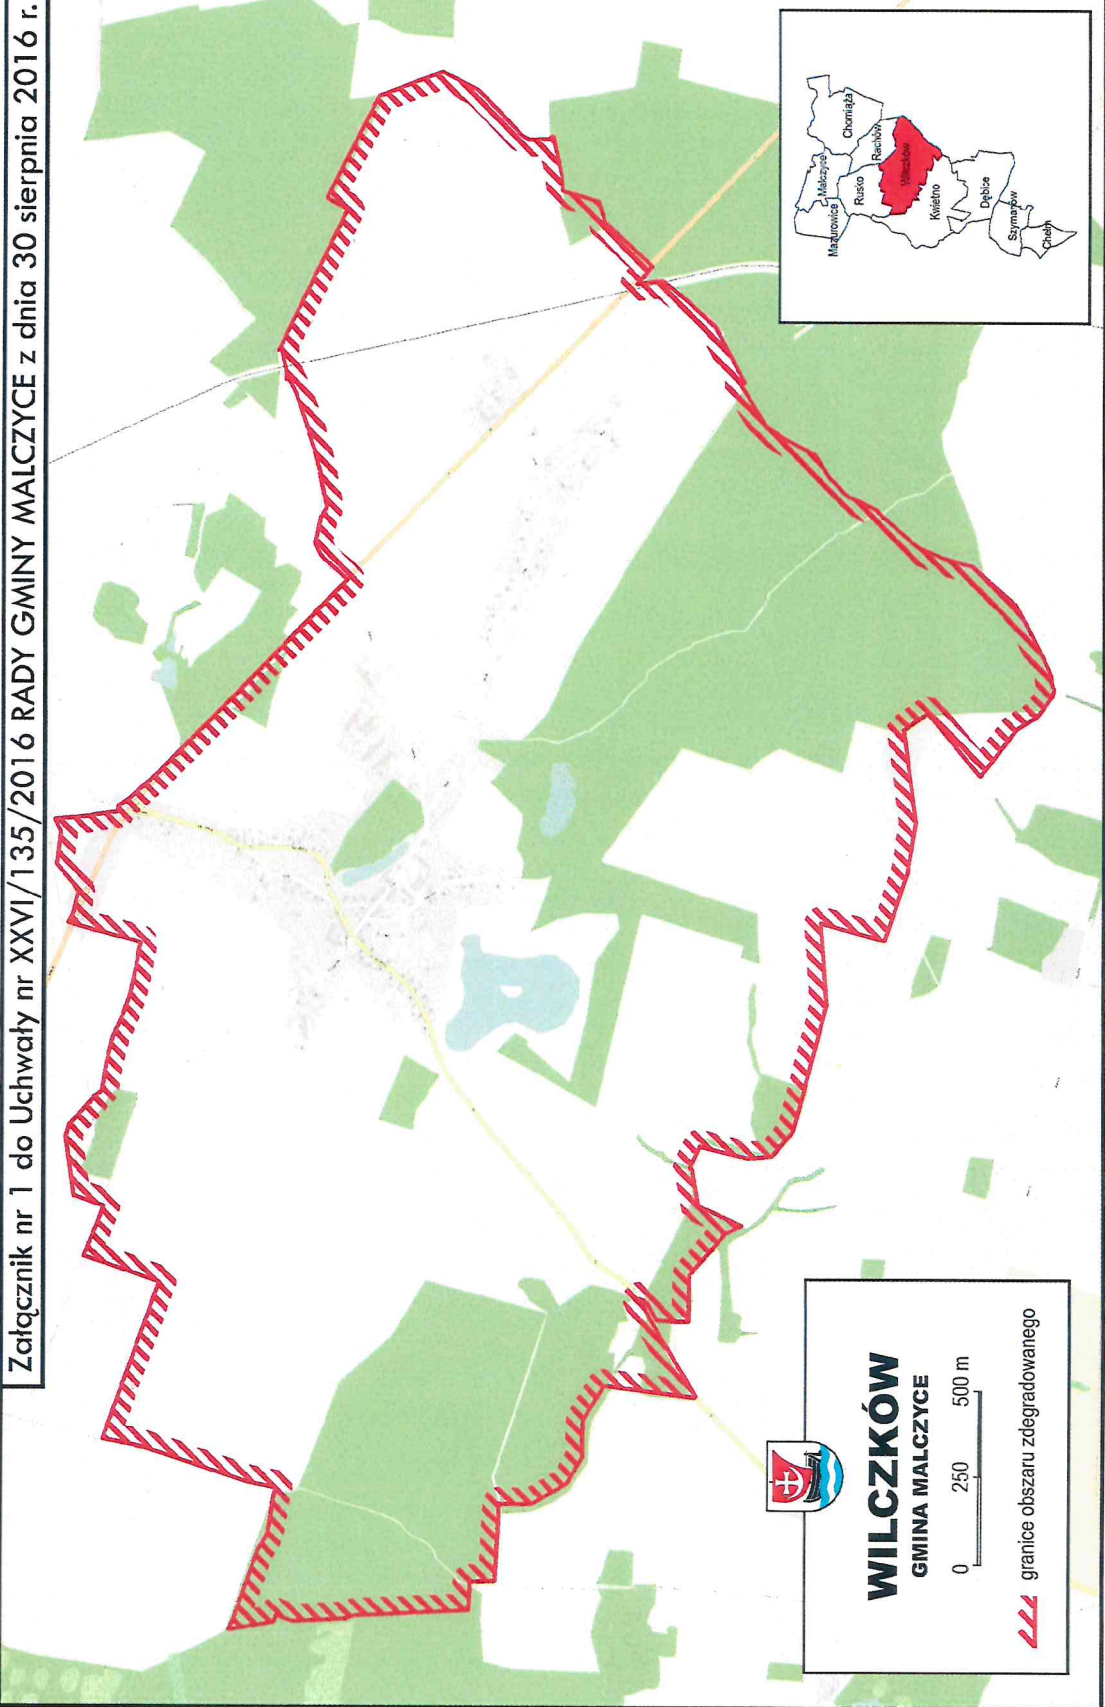 Załącznik nr 1 do Uchwały nr XXVI/135/2016 RADY GMINY MALCZYCE z dnia 30 sierpnia 2016 r.
Mazurowice
Malczyce
Chomiąża
Rusko
Rachów
Wilczków
Kwietno
Dębice
Szymanów
Chełm
WILCZKÓW
GMINA MALCZYCE
0 250 500 m
granice obszaru zdegradowanego